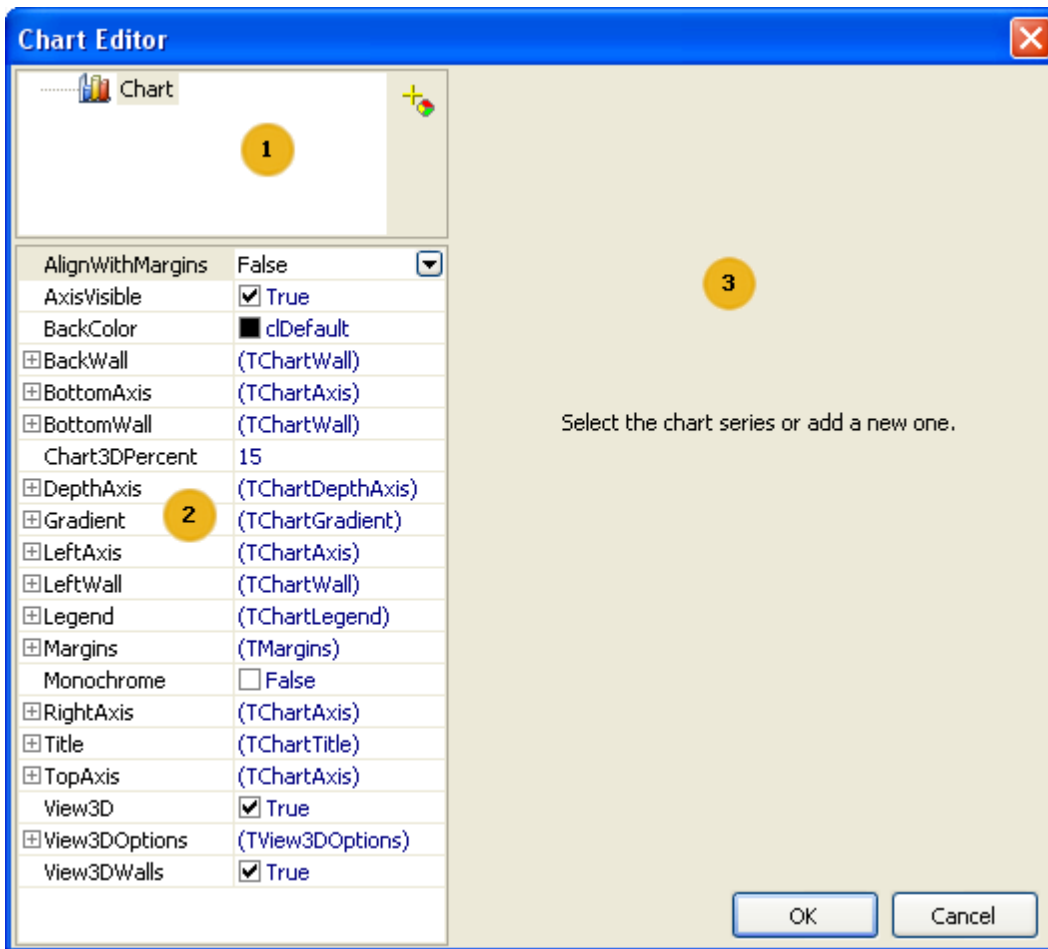 Chart Editor
Chart
1
AlignWithMargins False
AxisVisible True
BackColor clDefault
BackWall (TChartWall)
BottomAxis (TChartAxis)
BottomWall (TChartWall)
Chart3DPercent 15
DepthAxis (TChartDepthAxis)
Gradient (TChartGradient)
2
LeftAxis (TChartAxis)
LeftWall (TChartWall)
Legend (TChartLegend)
Margins (TMargins)
Monochrome False
RightAxis (TChartAxis)
Title (TChartTitle)
TopAxis (TChartAxis)
View3D True
View3DOptions (TView3DOptions)
View3DWalls True
3
Select the chart series or add a new one.
OK Cancel